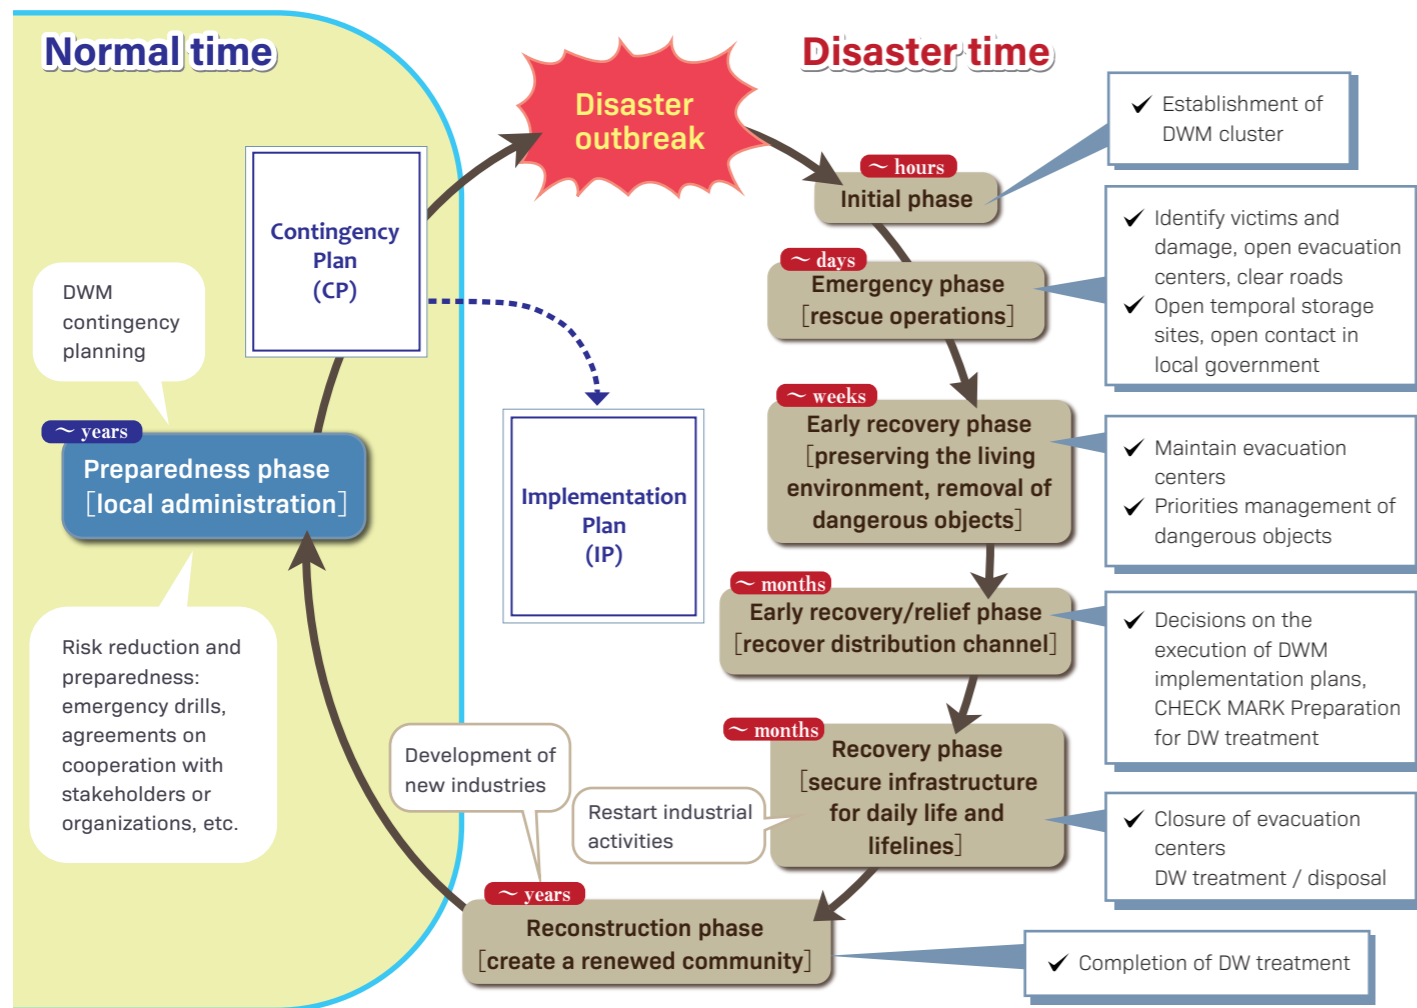 Normal time
Disaster time
Disaster
outbreak
Contingency
Plan
(CP)
DWM
contingency
planning
~ years
Preparedness phase
[local administration]
Risk reduction and
preparedness:
emergency drills,
agreements on
cooperation with
stakeholders or
organizations, etc.
Implementation
Plan
(IP)
~ hours
Initial phase
✓ Establishment of
DWM cluster
~ days
Emergency phase
[rescue operations]
✓ Identify victims and
damage, open evacuation
centers, clear roads
✓ Open temporal storage
sites, open contact in
local government
~ weeks
Early recovery phase
[preserving the living
environment, removal of
dangerous objects]
✓ Maintain evacuation
centers
✓ Priorities management of
dangerous objects
~ months
Early recovery/relief phase
[recover distribution channel]
✓ Decisions on the
execution of DWM
implementation plans,
CHECK MARK Preparation
for DW treatment
~ months
Recovery phase
[secure infrastructure
for daily life and
lifelines]
Restart industrial
activities
✓ Closure of evacuation
centers
DW treatment / disposal
Development of
new industries
~ years
Reconstruction phase
[create a renewed community]
✓ Completion of DW treatment